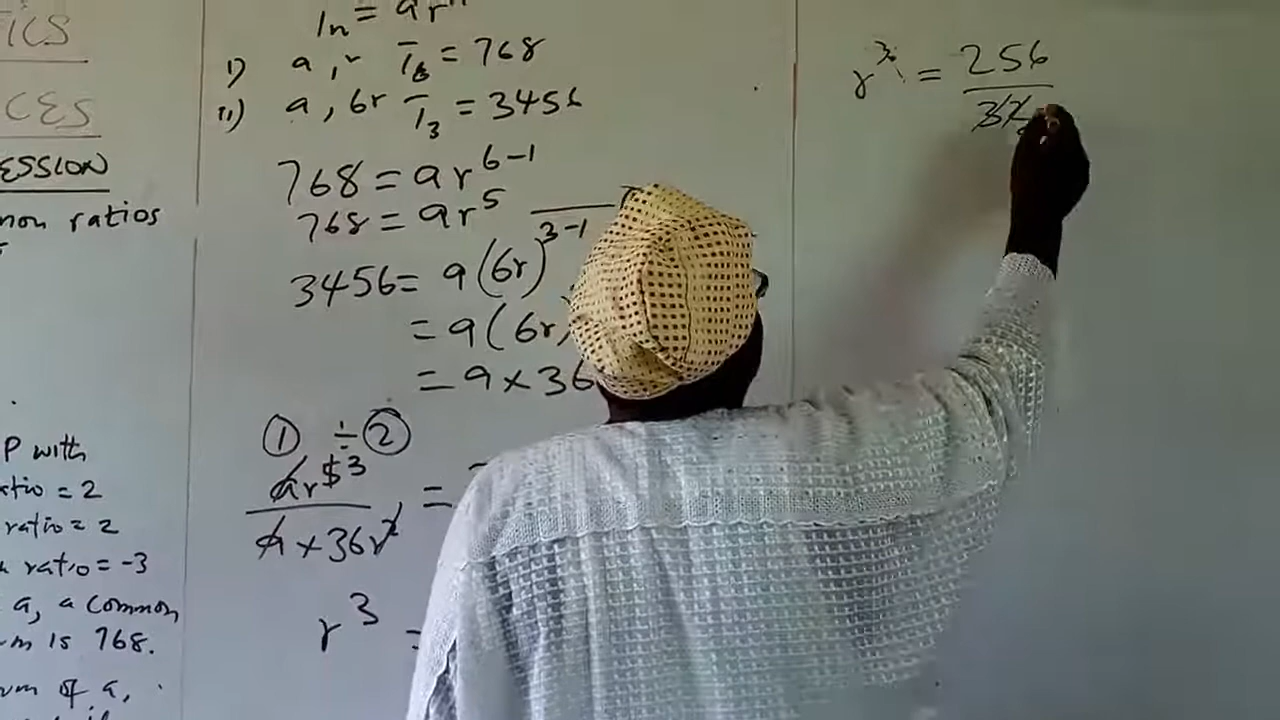 ICS
CES
ESSION
mon ratios
P with
atio = 2
ratio = 2
ratio = -3
a, a common
m is 768.
um of a,
Tn = ar
i) a, r T6 = 768
ii) a, 6r T3 = 3456
768 = ar^6-1
768 = ar^5
3456 = a(6r)^3-1
= a(6r
= a x 36
① ÷ ②
ar^5 3
a x 36r^2 =
r^3 =
r^3 = 256